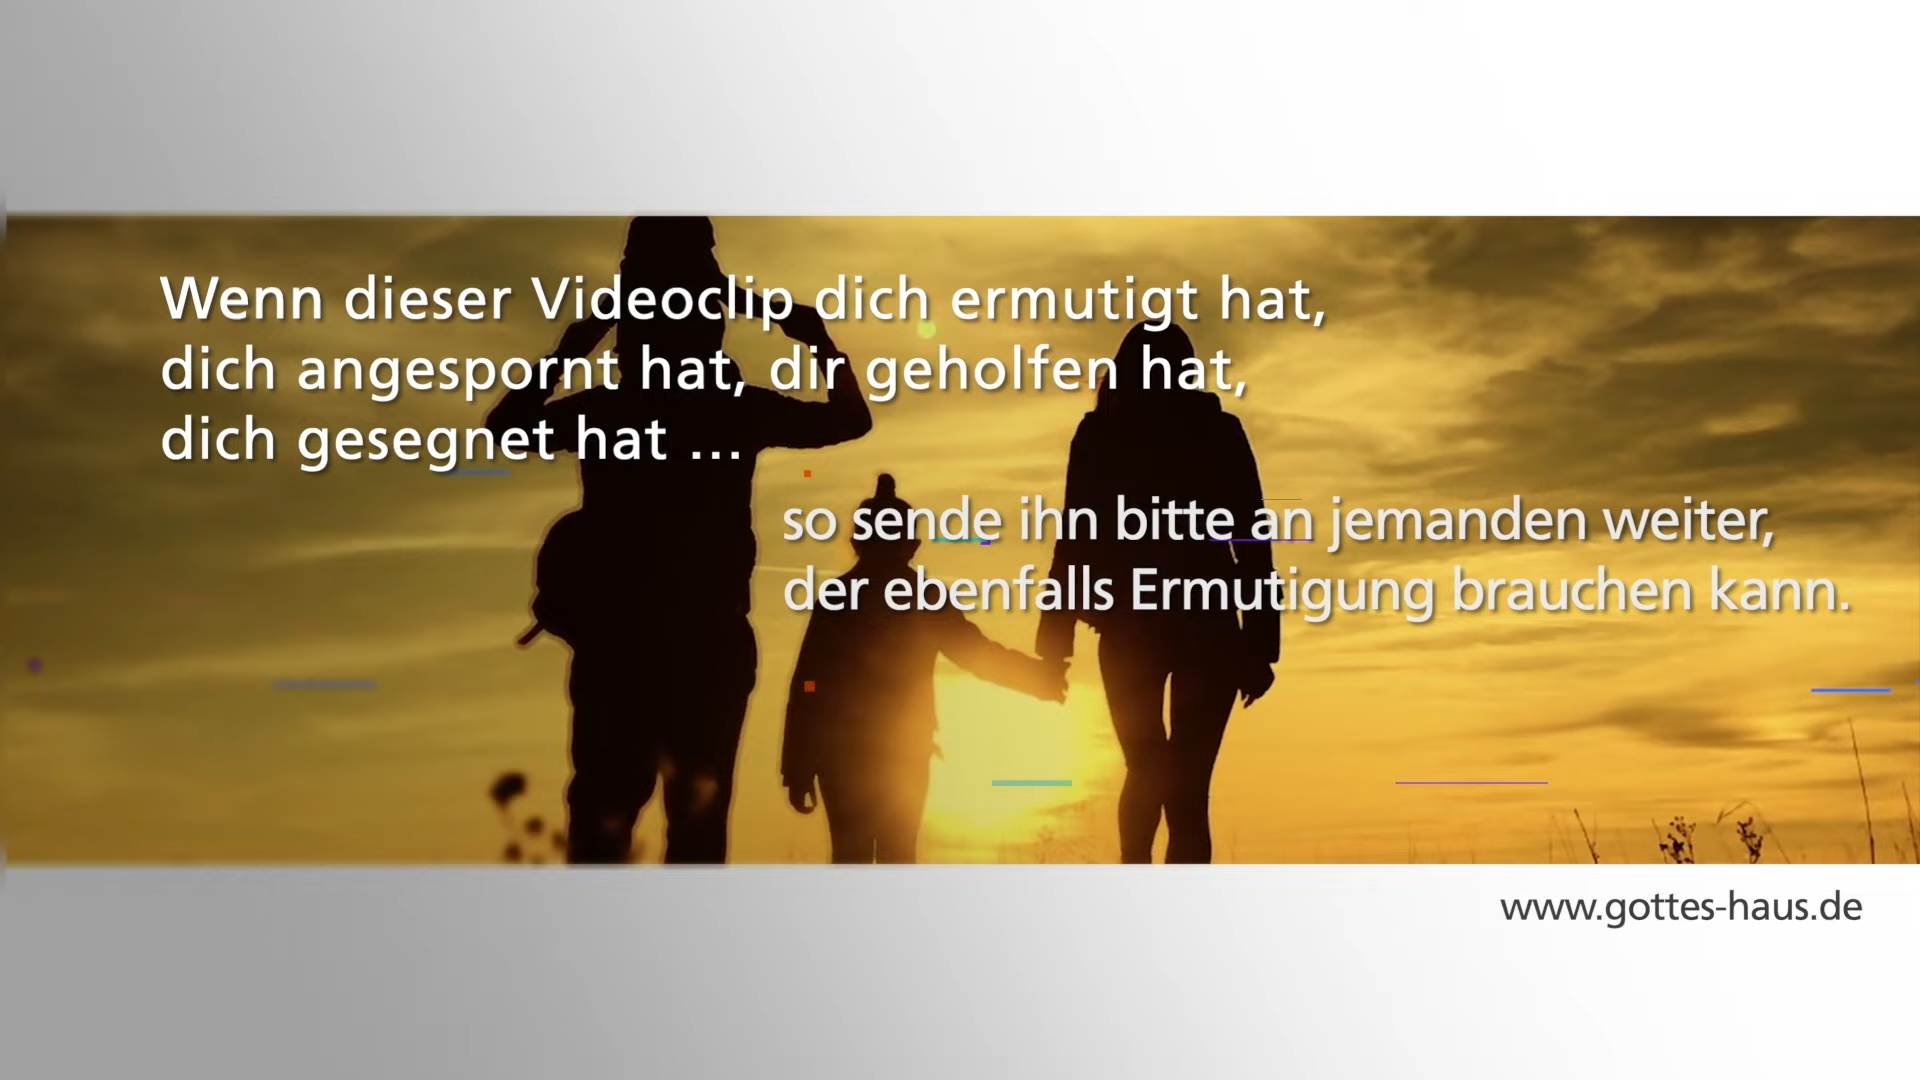 Wenn dieser Videoclip dich ermutigt hat,
dich angespornt hat, dir geholfen hat,
dich gesegnet hat ...
so sende ihn bitte an jemanden weiter,
der ebenfalls Ermutigung brauchen kann.
www.gottes-haus.de